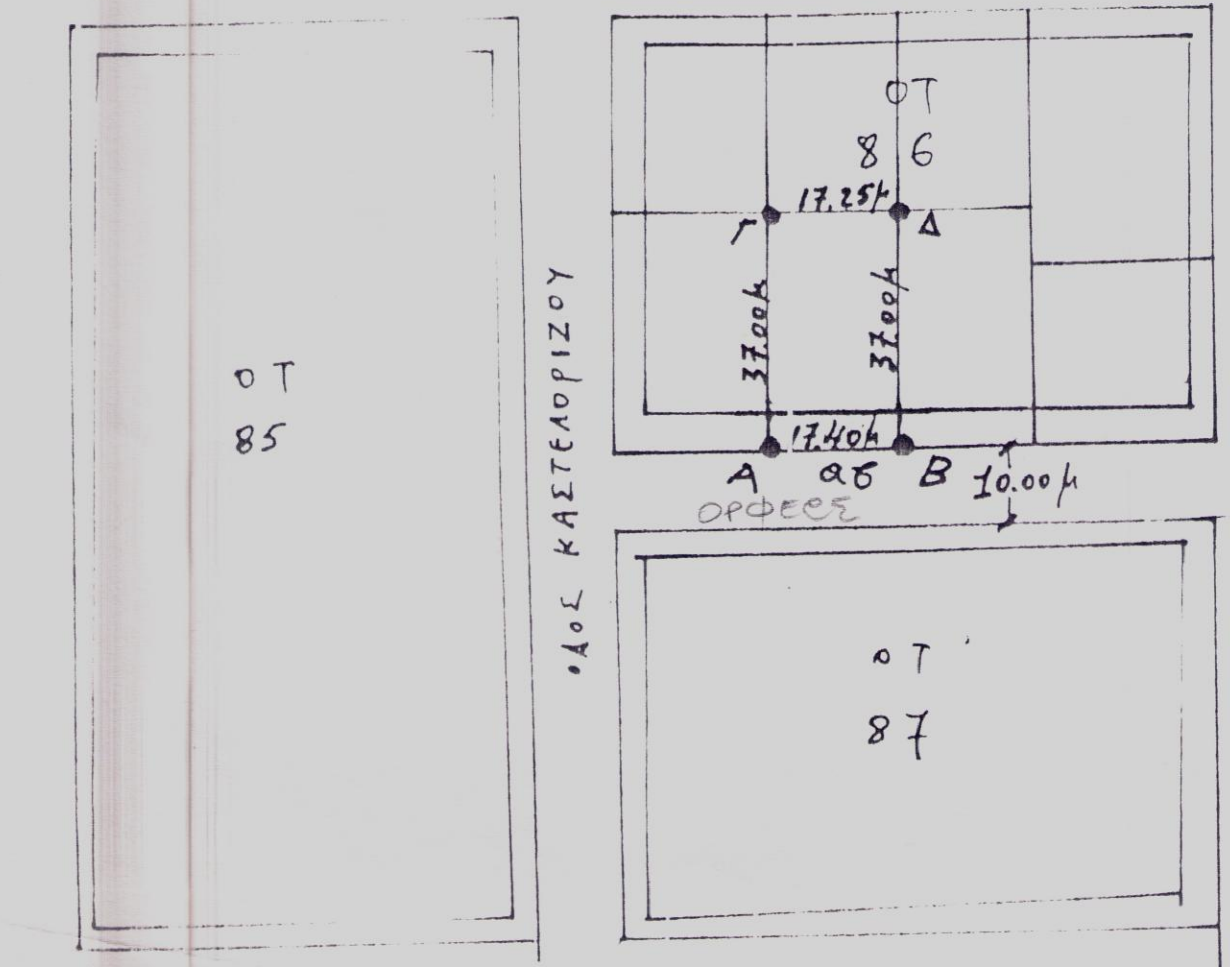 ΟΤ
85
ΟΔΟΣ ΚΑΣΤΕΛΟΡΙΖΟΥ
ΟΤ
86
17.25μ
Γ
Δ
37.00μ
37.00μ
17.40μ
Α
αβ
Β
10.00μ
ΟΡΦΕΩΣ
ΟΤ
87